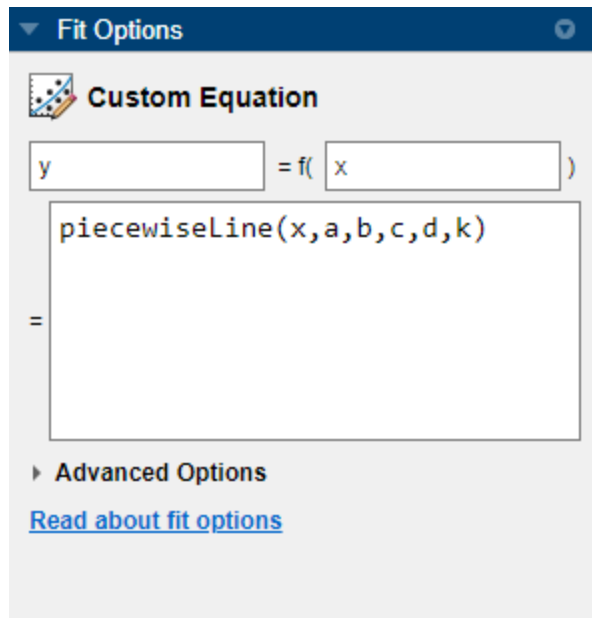 Fit Options
Custom Equation
y = f( x )
piecewiseLine(x,a,b,c,d,k)
=
Advanced Options
Read about fit options